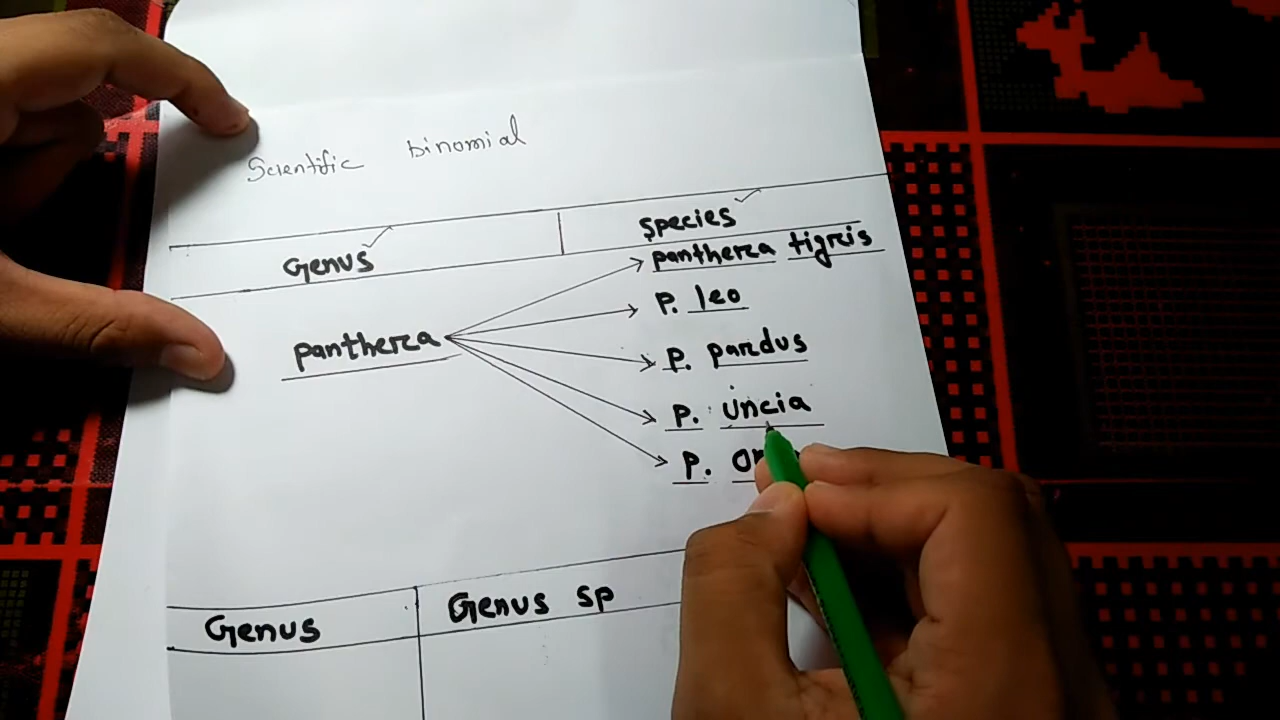 Scientific binomial
Genus Species
panthera panthera tigris
P. leo
P. pardus
P. uncia
P.
Genus Genus sp